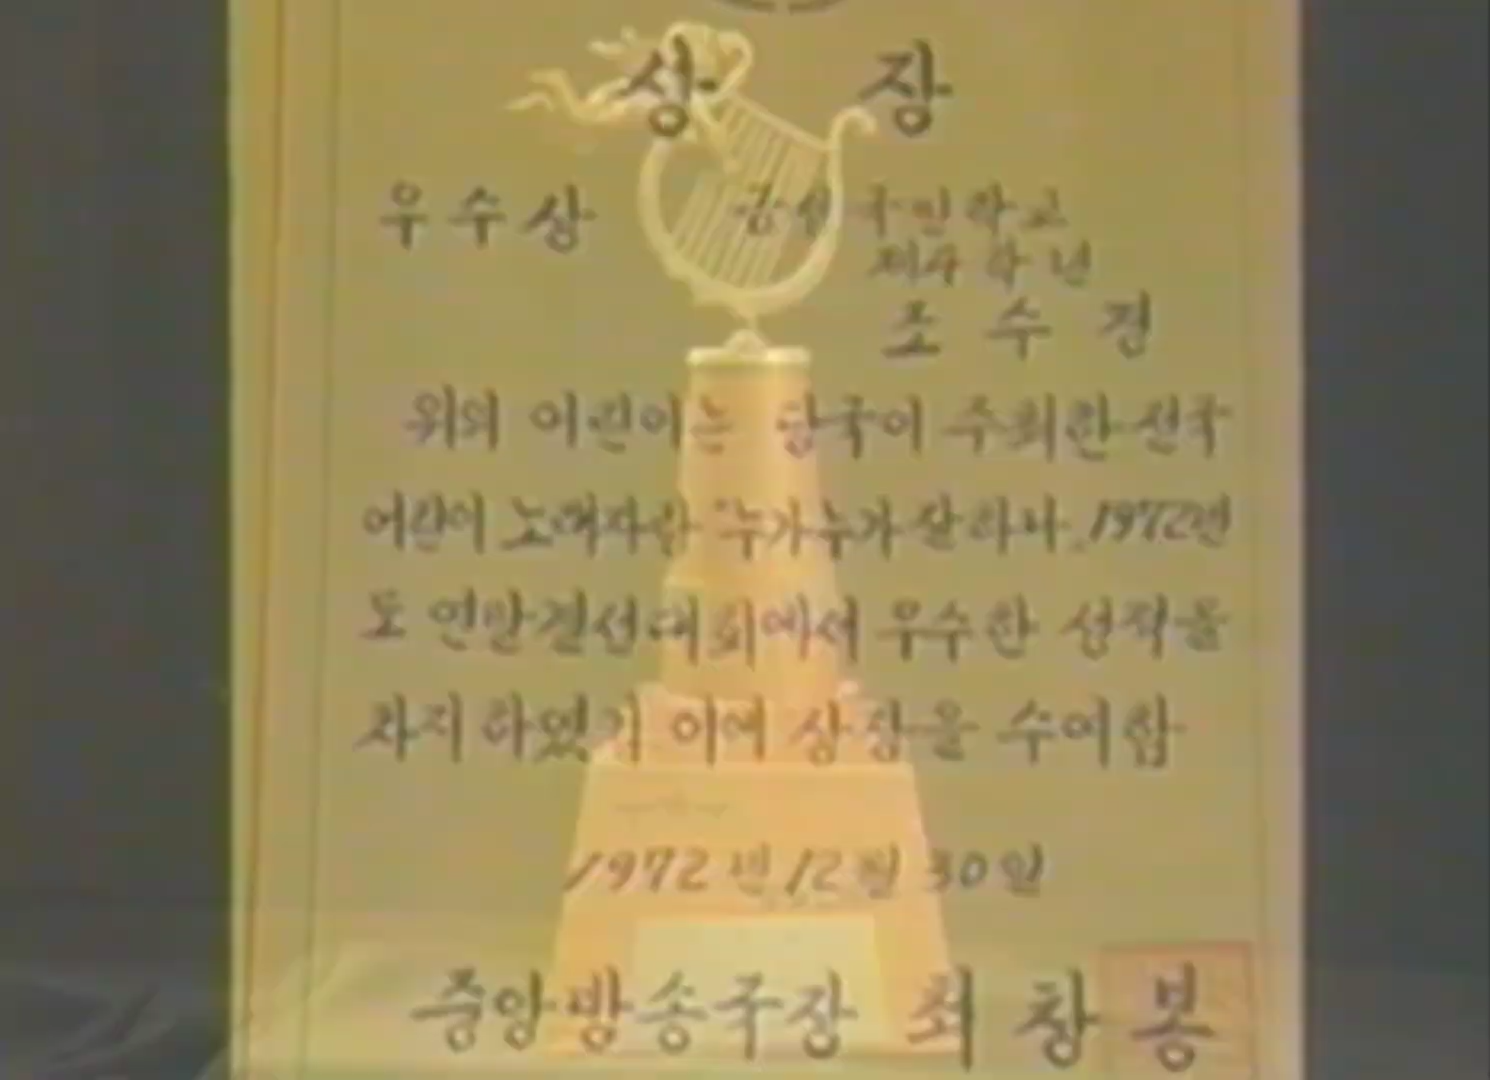 상 장
우수상 국민학교
제4학년
조수경
위의 어린이는 당국이 주최한 전국
어린이 노래자랑 "누가누가 잘하나" 1972년
도 연말결선대회에서 우수한 성적을
차지하였기 이에 상장을 수여함
1972년 12월 30일
중앙방송국장 최창봉